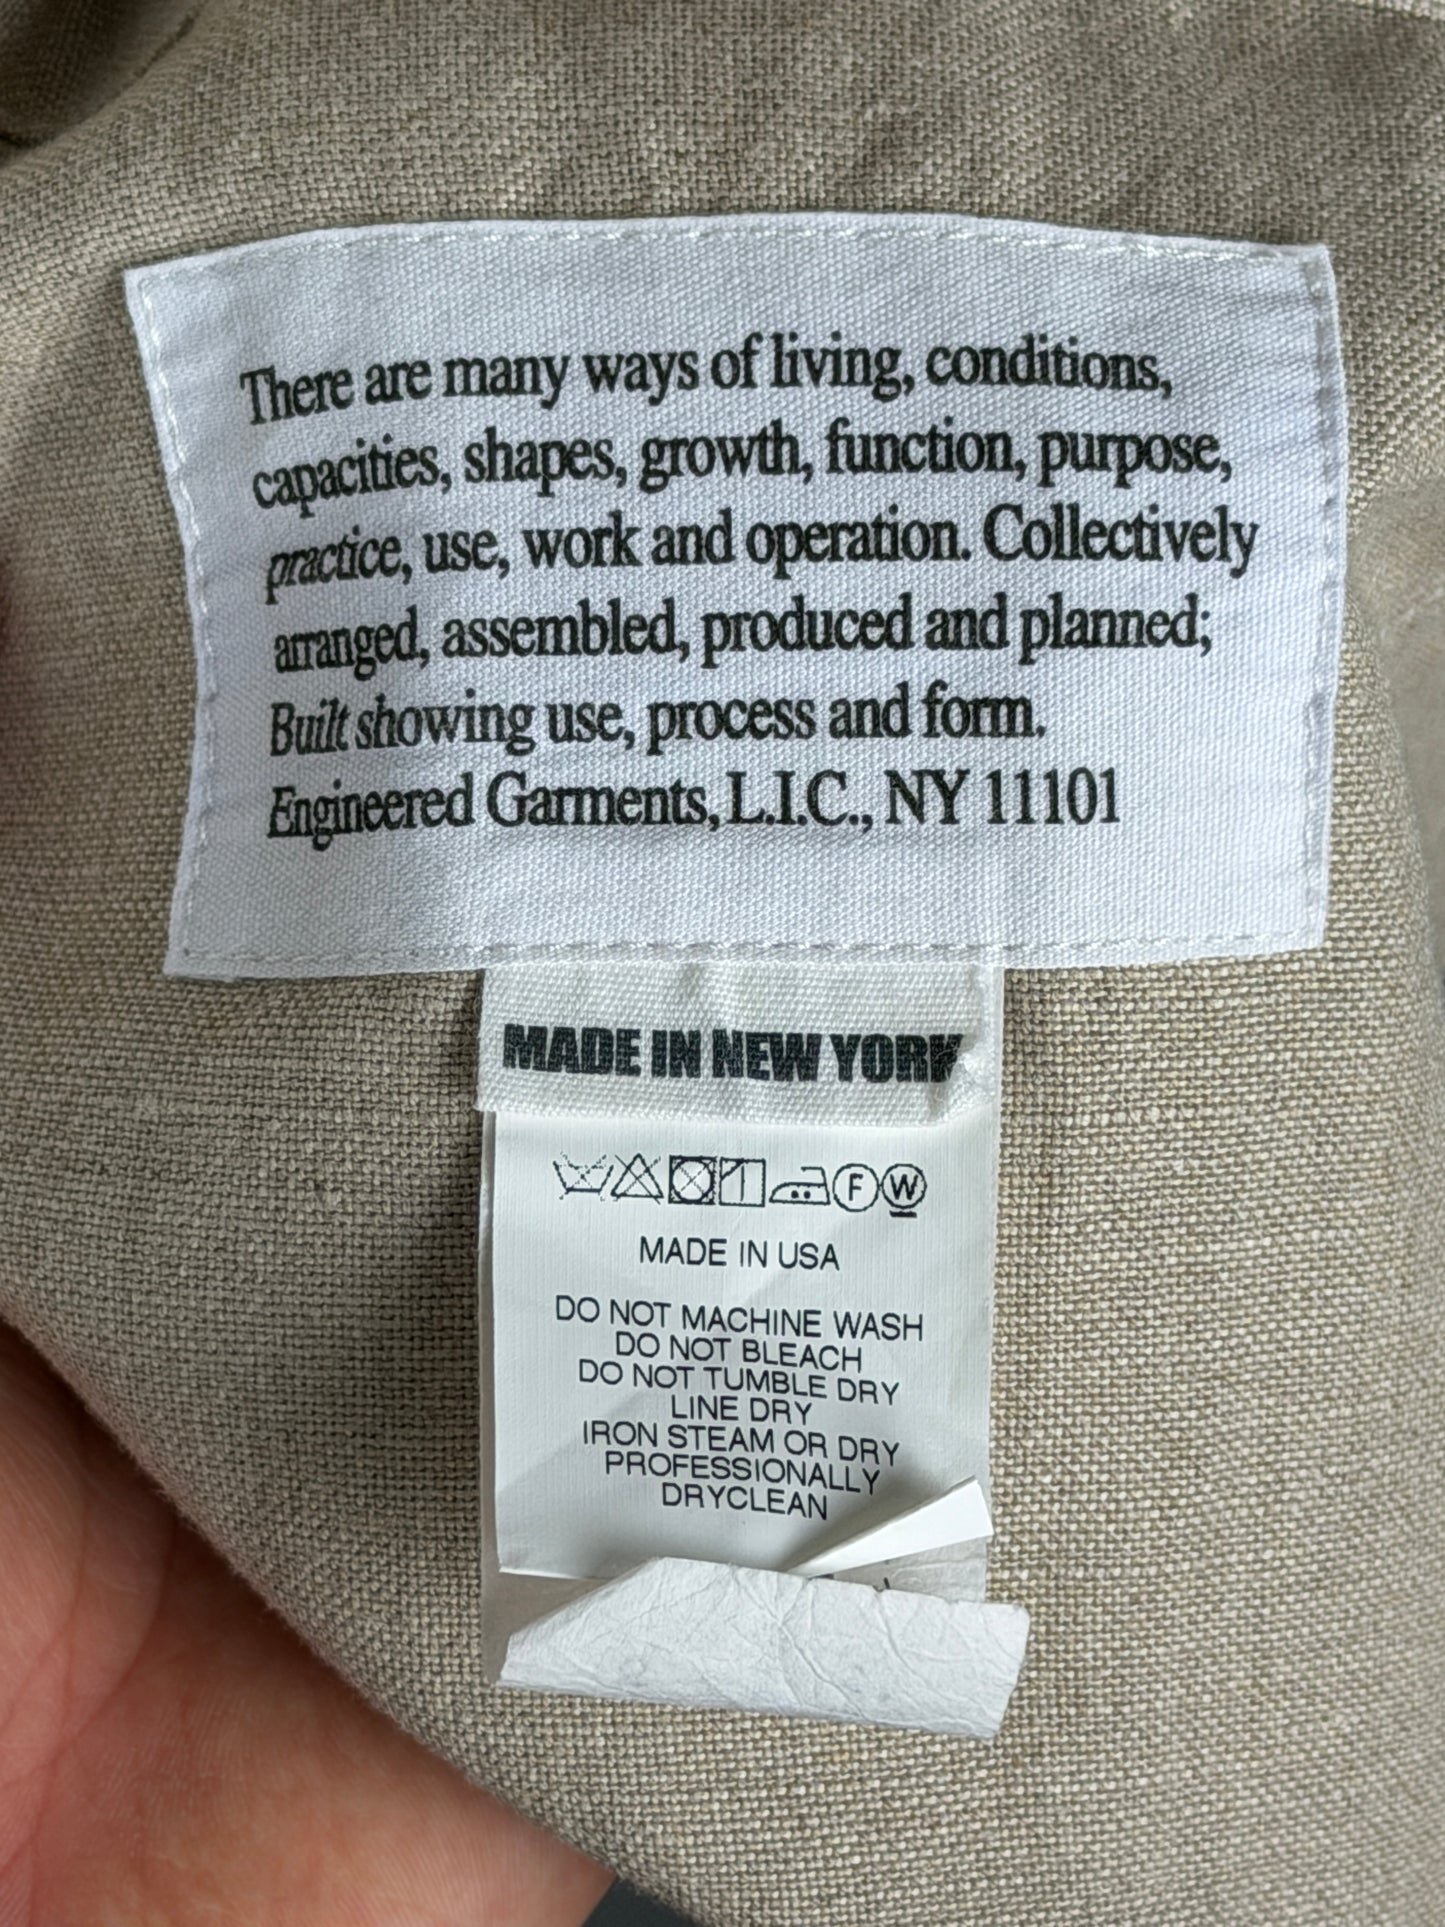 There are many ways of living, conditions,
capacities, shapes, growth, function, purpose,
practice, use, work and operation. Collectively
arranged, assembled, produced and planned;
Built showing use, process and form.
Engineered Garments, L.I.C., NY 11101
MADE IN NEW YORK
F W
MADE IN USA
DO NOT MACHINE WASH
DO NOT BLEACH
DO NOT TUMBLE DRY
LINE DRY
IRON STEAM OR DRY
PROFESSIONALLY
DRYCLEAN